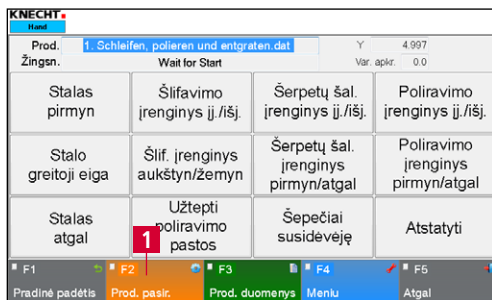 KNECHT
Hand
Prod. 1. Schleifen, polieren und entgraten.dat Y 4.997
Žingsn. Wait for Start Var. apkr. 0.0
Stalas pirmyn
Šlifavimo įrenginys įj./išj.
Šerpetų šal. įrenginys įj./išj.
Poliravimo įrenginys įj./išj.
Stalo greitoji eiga
Šlif. įrenginys aukštyn/žemyn
Šerpetų šal. įrenginys pirmyn/atgal
Poliravimo įrenginys pirmyn/atgal
Stalas atgal
Užtepti poliravimo pastos
Šepečiai susidėvėję
Atstatyti
1
F1 F2 F3 F4 F5
Pradinė padėtis Prod. pasir. Prod. duomenys Meniu Atgal